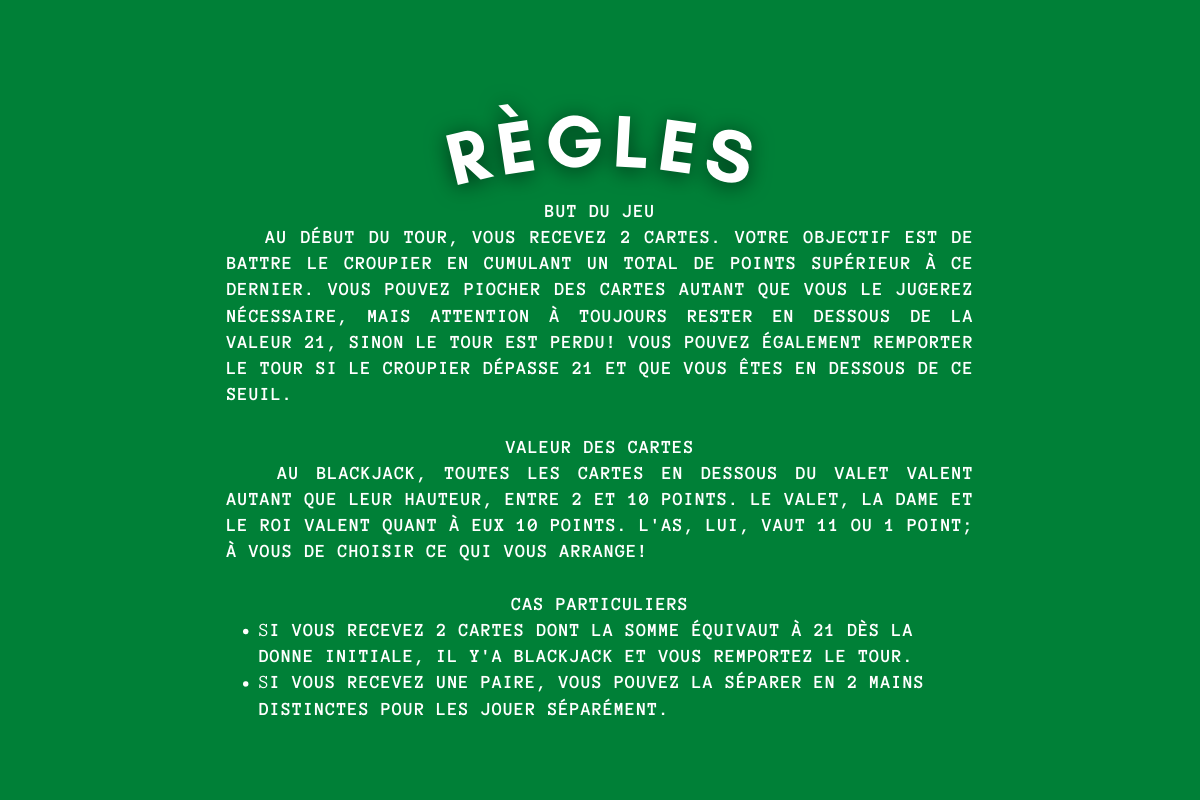 RÈGLES
BUT DU JEU
AU DÉBUT DU TOUR, VOUS RECEVEZ 2 CARTES. VOTRE OBJECTIF EST DE
BATTRE LE CROUPIER EN CUMULANT UN TOTAL DE POINTS SUPÉRIEUR À CE
DERNIER. VOUS POUVEZ PIOCHER DES CARTES AUTANT QUE VOUS LE JUGEREZ
NÉCESSAIRE, MAIS ATTENTION À TOUJOURS RESTER EN DESSOUS DE LA
VALEUR 21, SINON LE TOUR EST PERDU! VOUS POUVEZ ÉGALEMENT REMPORTER
LE TOUR SI LE CROUPIER DÉPASSE 21 ET QUE VOUS ÊTES EN DESSOUS DE CE
SEUIL.
VALEUR DES CARTES
AU BLACKJACK, TOUTES LES CARTES EN DESSOUS DU VALET VALENT
AUTANT QUE LEUR HAUTEUR, ENTRE 2 ET 10 POINTS. LE VALET, LA DAME ET
LE ROI VALENT QUANT À EUX 10 POINTS. L'AS, LUI, VAUT 11 OU 1 POINT;
À VOUS DE CHOISIR CE QUI VOUS ARRANGE!
CAS PARTICULIERS
• SI VOUS RECEVEZ 2 CARTES DONT LA SOMME ÉQUIVAUT À 21 DÈS LA
DONNE INITIALE, IL Y'A BLACKJACK ET VOUS REMPORTEZ LE TOUR.
• SI VOUS RECEVEZ UNE PAIRE, VOUS POUVEZ LA SÉPARER EN 2 MAINS
DISTINCTES POUR LES JOUER SÉPARÉMENT.